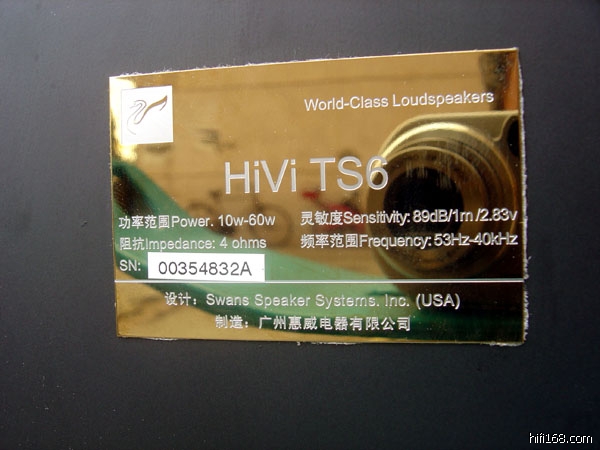 World-Class Loudspeakers
HiVi TS6
功率范围Power: 10w-60w 灵敏度Sensitivity: 89dB/1m /2.83v
阻抗Impedance: 4 ohms 频率范围Frequency: 53Hz-40kHz
SN: 00354832A
设计: Swans Speaker Systems. Inc. (USA)
制造: 广州惠威电器有限公司
hifi168.com